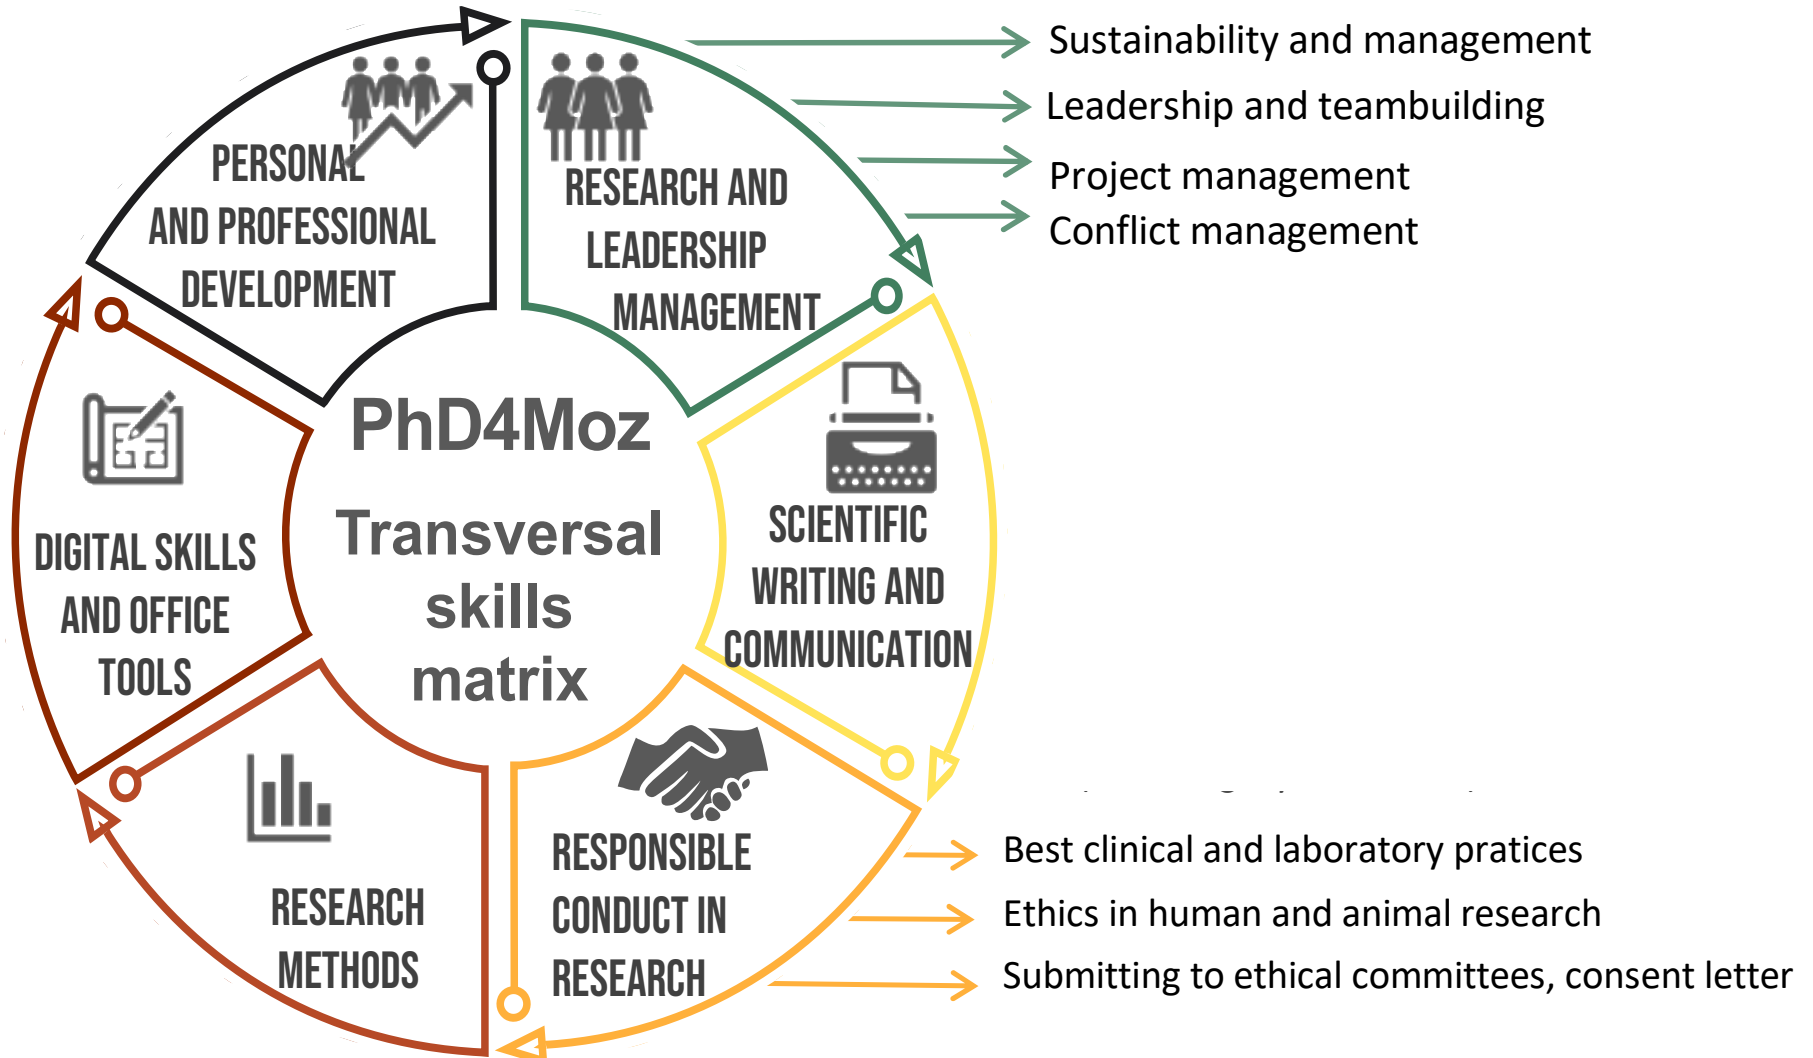 PERSONAL
AND PROFESSIONAL
DEVELOPMENT
RESEARCH AND
LEADERSHIP
MANAGEMENT
Sustainability and management
Leadership and teambuilding
Project management
Conflict management
SCIENTIFIC
WRITING AND
COMMUNICATION
RESPONSIBLE
CONDUCT IN
RESEARCH
Best clinical and laboratory pratices
Ethics in human and animal research
Submitting to ethical committees, consent letter
RESEARCH
METHODS
DIGITAL SKILLS
AND OFFICE
TOOLS
PhD4Moz
Transversal
skills
matrix